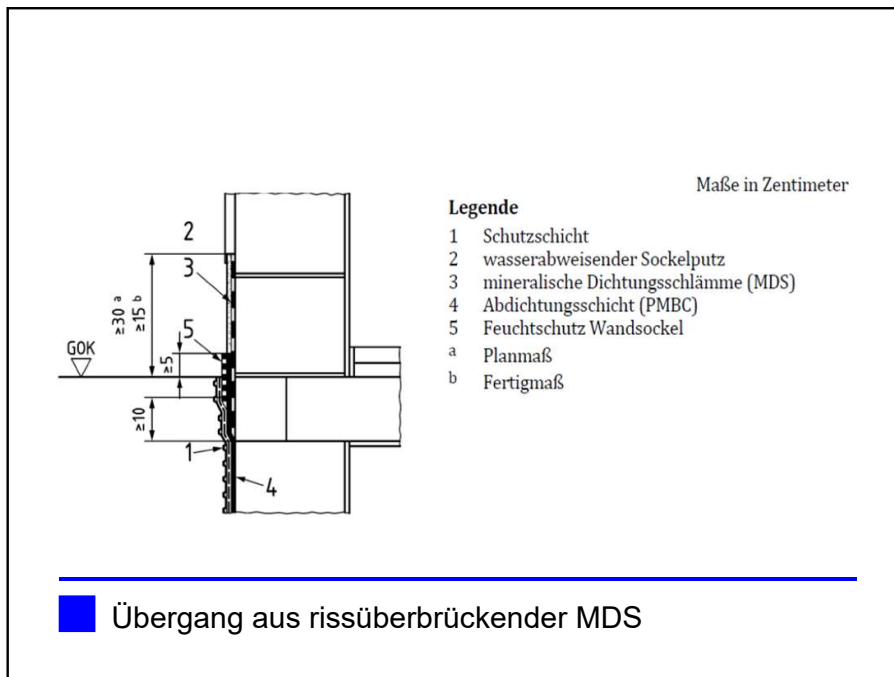 Maße in Zentimeter
Legende
1 Schutzschicht
2 wasserabweisender Sockelputz
3 mineralische Dichtungsschlämme (MDS)
4 Abdichtungsschicht (PMBC)
5 Feuchtschutz Wandsockel
a Planmaß
b Fertigmaß
2
3
≥30 a
≥15 b
5
≥5
GOK
≥10
1
4
Übergang aus rissüberbrückender MDS